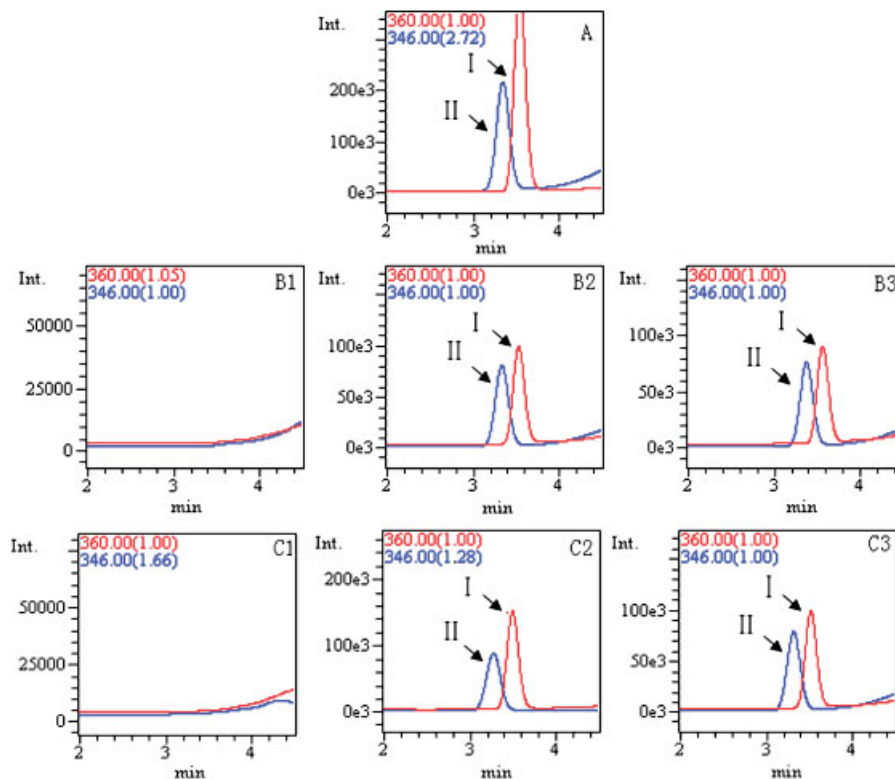 Int.
360.00(1.00)
346.00(2.72)
A
I
II
200e3
100e3
0e3
2 3 4
min
Int.
360.00(1.05)
346.00(1.00)
B1
50000
25000
0
2 3 4
min
Int.
360.00(1.00)
346.00(1.00)
B2
I
II
100e3
50e3
0e3
2 3 4
min
Int.
360.00(1.00)
346.00(1.00)
B3
I
II
100e3
50e3
0e3
2 3 4
min
Int.
360.00(1.00)
346.00(1.66)
C1
50000
25000
0
2 3 4
min
Int.
360.00(1.00)
346.00(1.28)
C2
I
II
200e3
100e3
0e3
2 3 4
min
Int.
360.00(1.00)
346.00(1.00)
C3
I
II
100e3
50e3
0e3
2 3 4
min